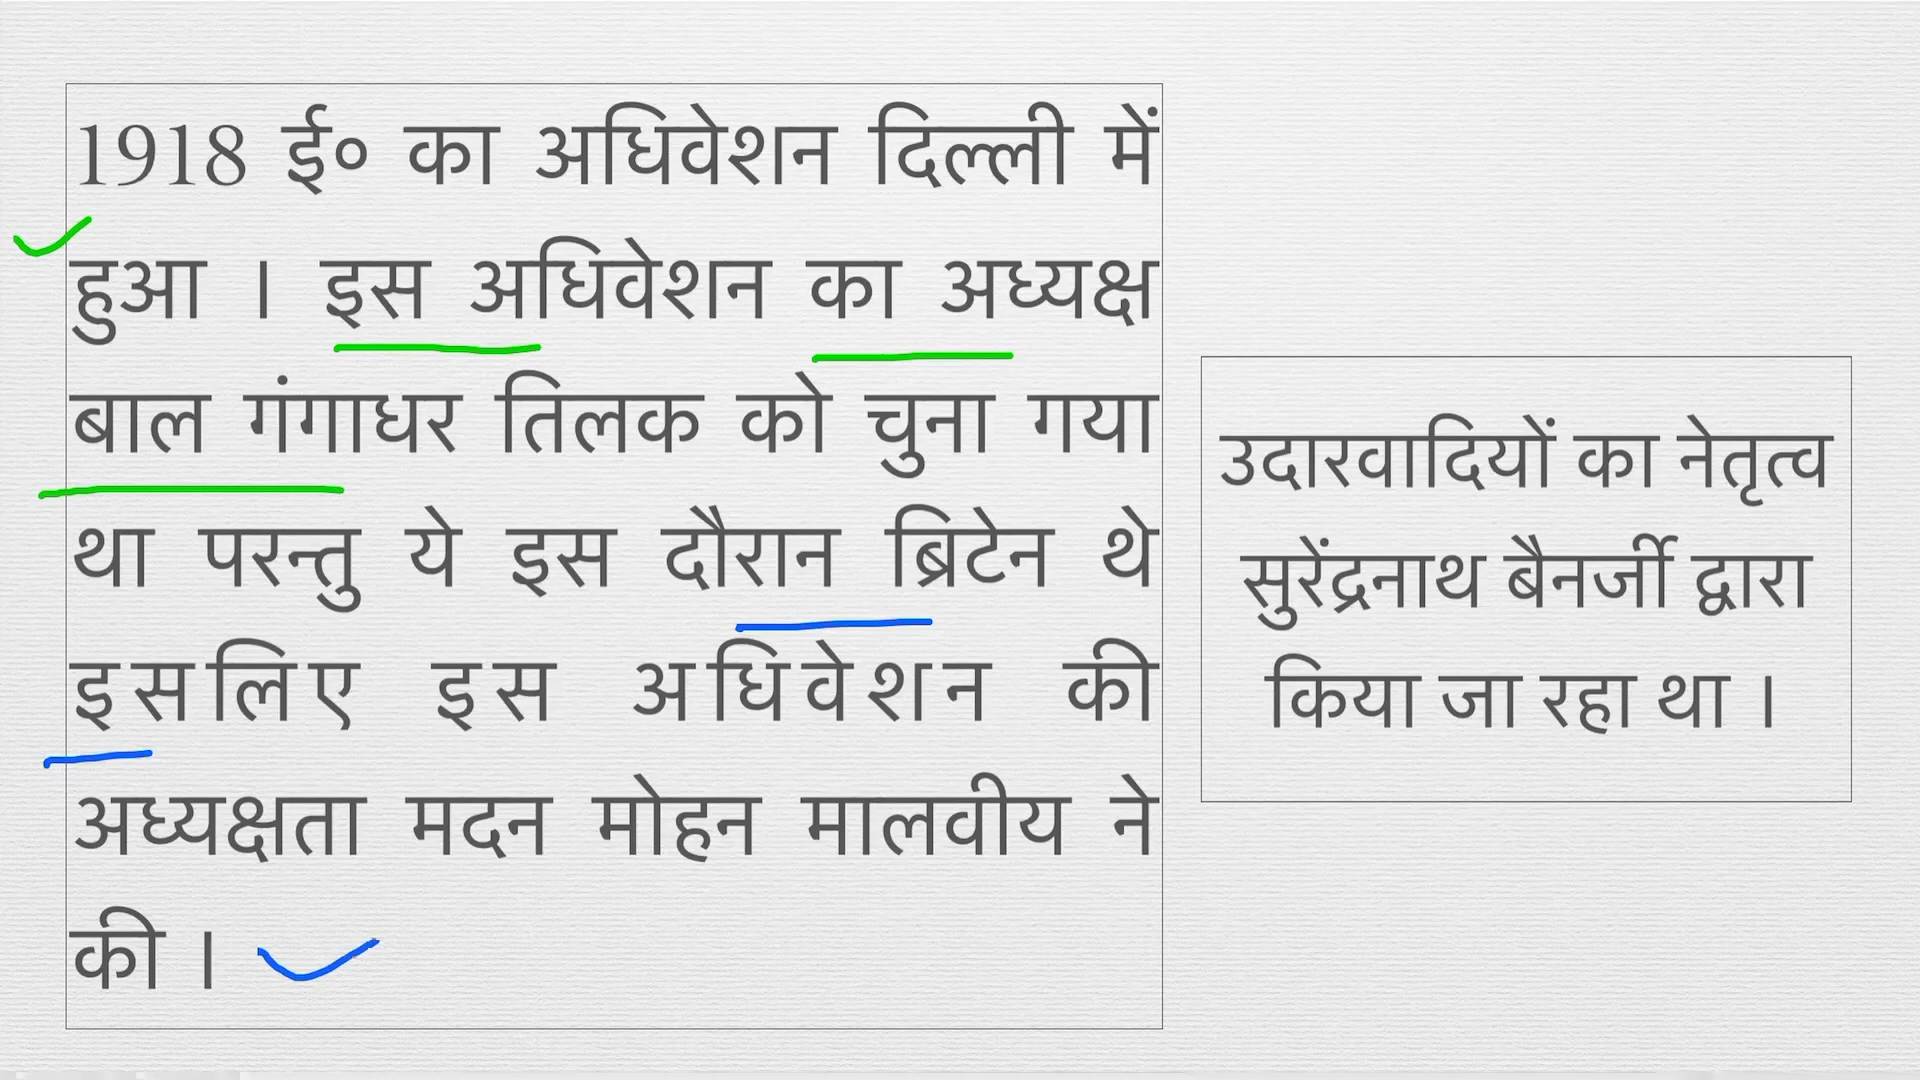 1918 ई० का अधिवेशन दिल्ली में
हुआ । इस अधिवेशन का अध्यक्ष
बाल गंगाधर तिलक को चुना गया
था परन्तु ये इस दौरान ब्रिटेन थे
इसलिए इस अधिवेशन की
अध्यक्षता मदन मोहन मालवीय ने
की ।
उदारवादियों का नेतृत्व
सुरेंद्रनाथ बैनर्जी द्वारा
किया जा रहा था ।